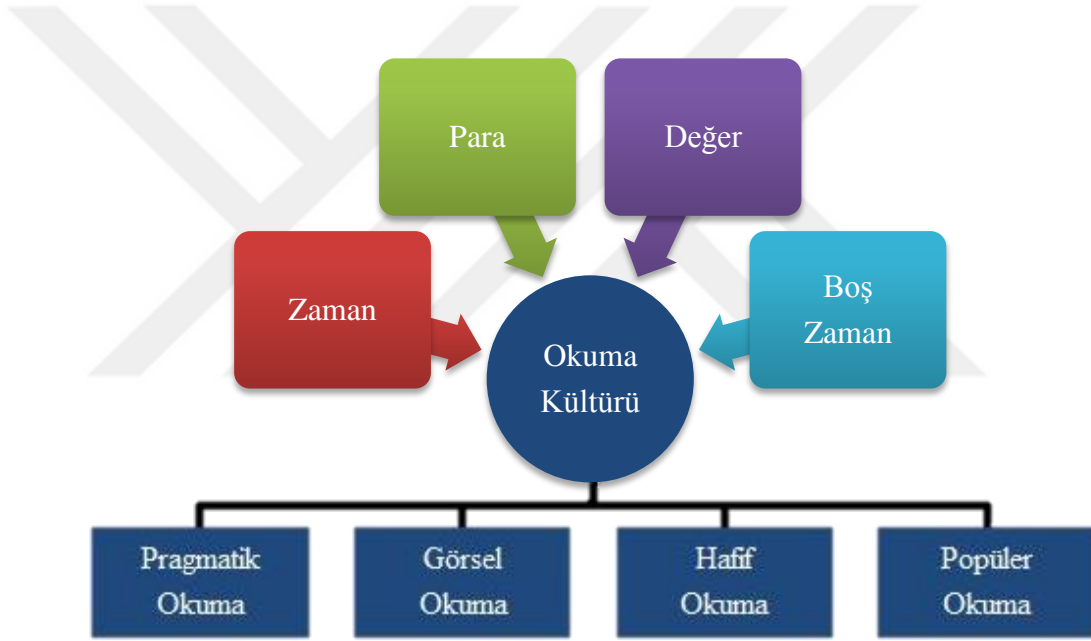 Para
Değer
Zaman
Boş
Zaman
Okuma
Kültürü
Pragmatik
Okuma
Görsel
Okuma
Hafif
Okuma
Popüler
Okuma